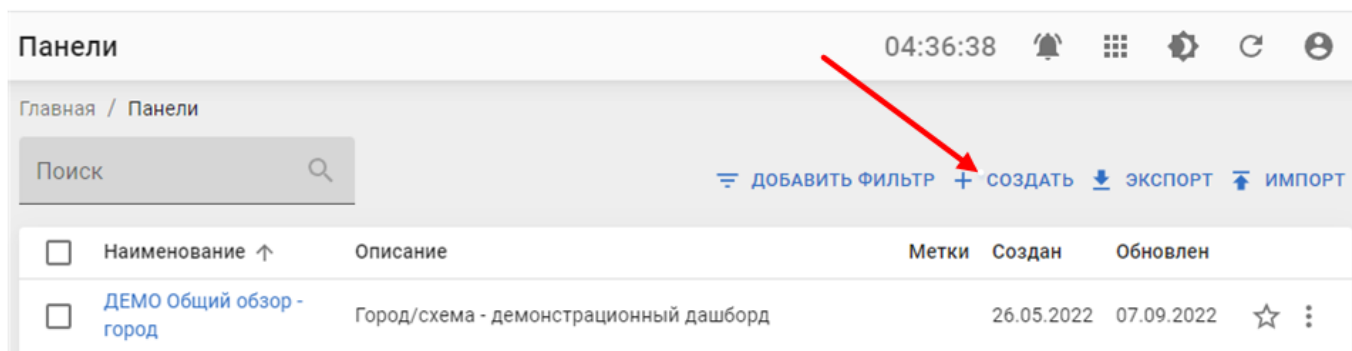 Панели 04:36:38
Главная / Панели
Поиск
ДОБАВИТЬ ФИЛЬТР + СОЗДАТЬ ЭКСПОРТ ИМПОРТ
Наименование ↑ Описание Метки Создан Обновлен
ДЕМО Общий обзор -
город
Город/схема - демонстрационный дашборд 26.05.2022 07.09.2022